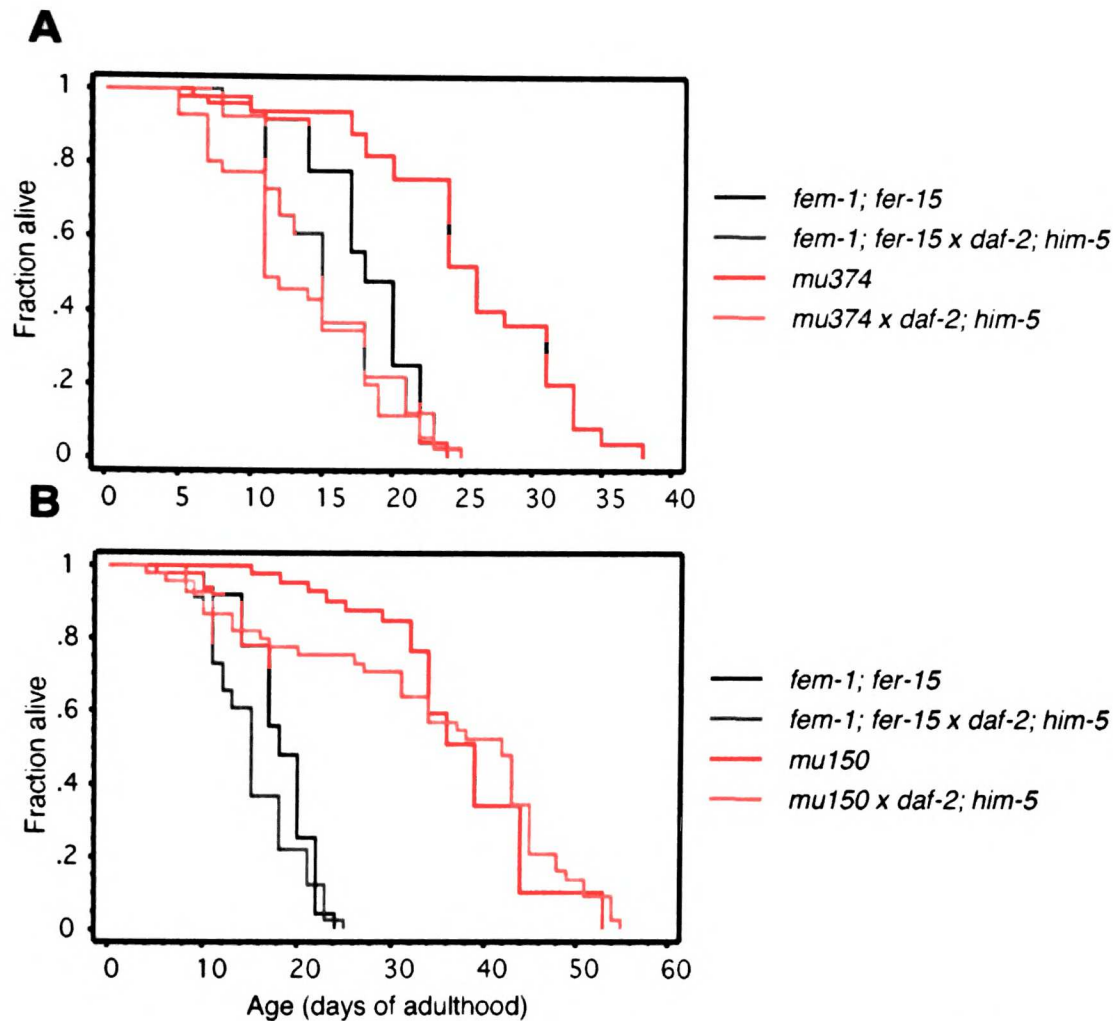 A
Fraction alive
1
.8
.6
.4
.2
0
0 5 10 15 20 25 30 35 40
fem-1; fer-15
fem-1; fer-15 x daf-2; him-5
mu374
mu374 x daf-2; him-5
B
Fraction alive
1
.8
.6
.4
.2
0
0 10 20 30 40 50 60
Age (days of adulthood)
fem-1; fer-15
fem-1; fer-15 x daf-2; him-5
mu150
mu150 x daf-2; him-5